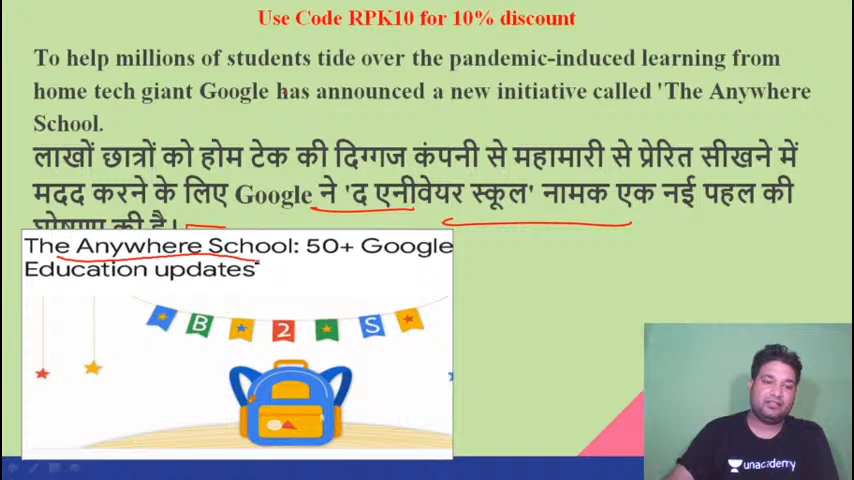 Use Code RPK10 for 10% discount
To help millions of students tide over the pandemic-induced learning from
home tech giant Google has announced a new initiative called 'The Anywhere
School.
लाखों छात्रों को होम टेक की दिग्गज कंपनी से महामारी से प्रेरित सीखने में
मदद करने के लिए Google ने 'द एनीवेयर स्कूल' नामक एक नई पहल की
घोषणा की है।
The Anywhere School: 50+ Google
Education updates
B 2 S
unacademy